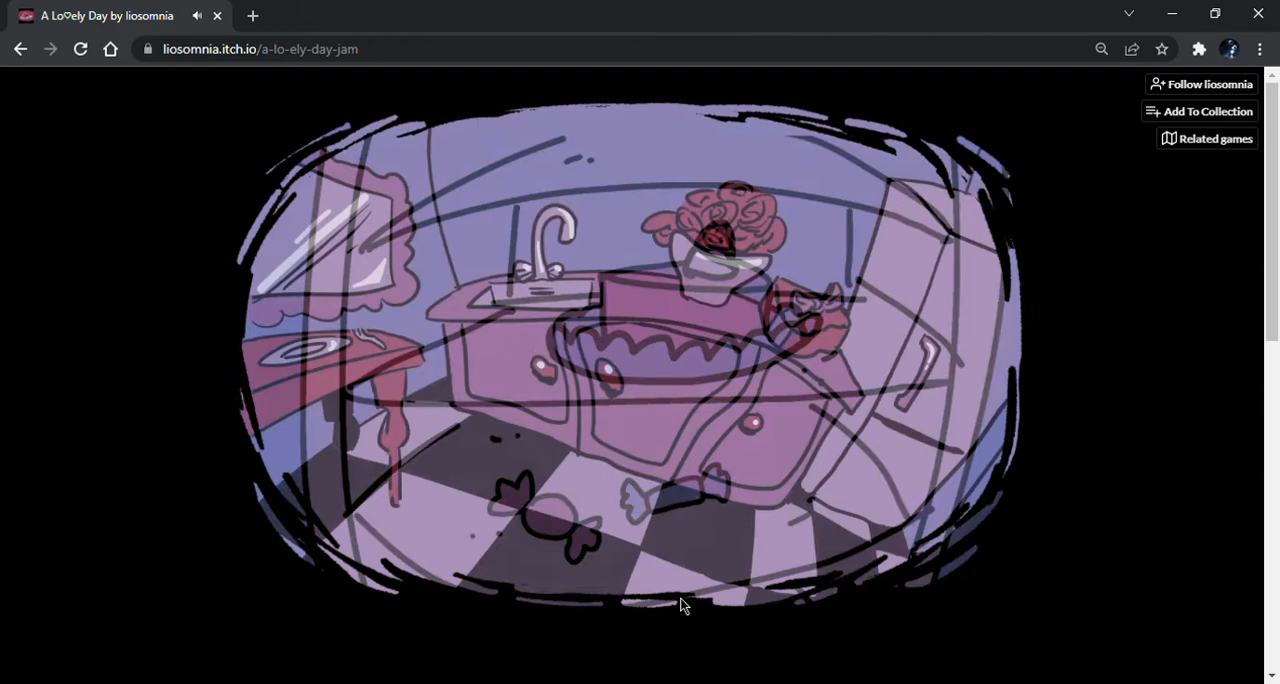 A Lo♡ely Day by liosomnia
liosomnia.itch.io/a-lo-ely-day-jam
Follow liosomnia
Add To Collection
Related games